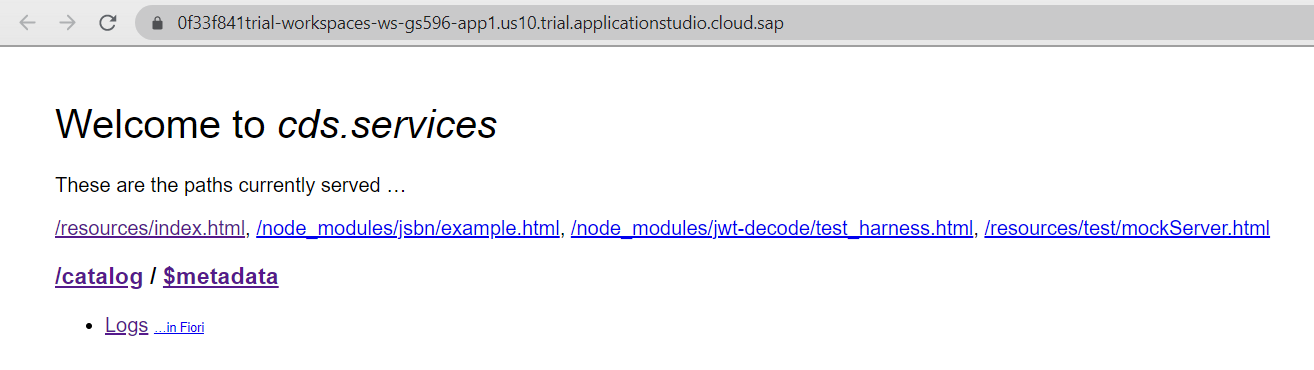 0f33f841trial-workspaces-ws-gs596-app1.us10.trial.applicationstudio.cloud.sap
Welcome to cds.services
These are the paths currently served …
/resources/index.html, /node_modules/jsbn/example.html, /node_modules/jwt-decode/test_harness.html, /resources/test/mockServer.html
/catalog / $metadata
• Logs …in Fiori